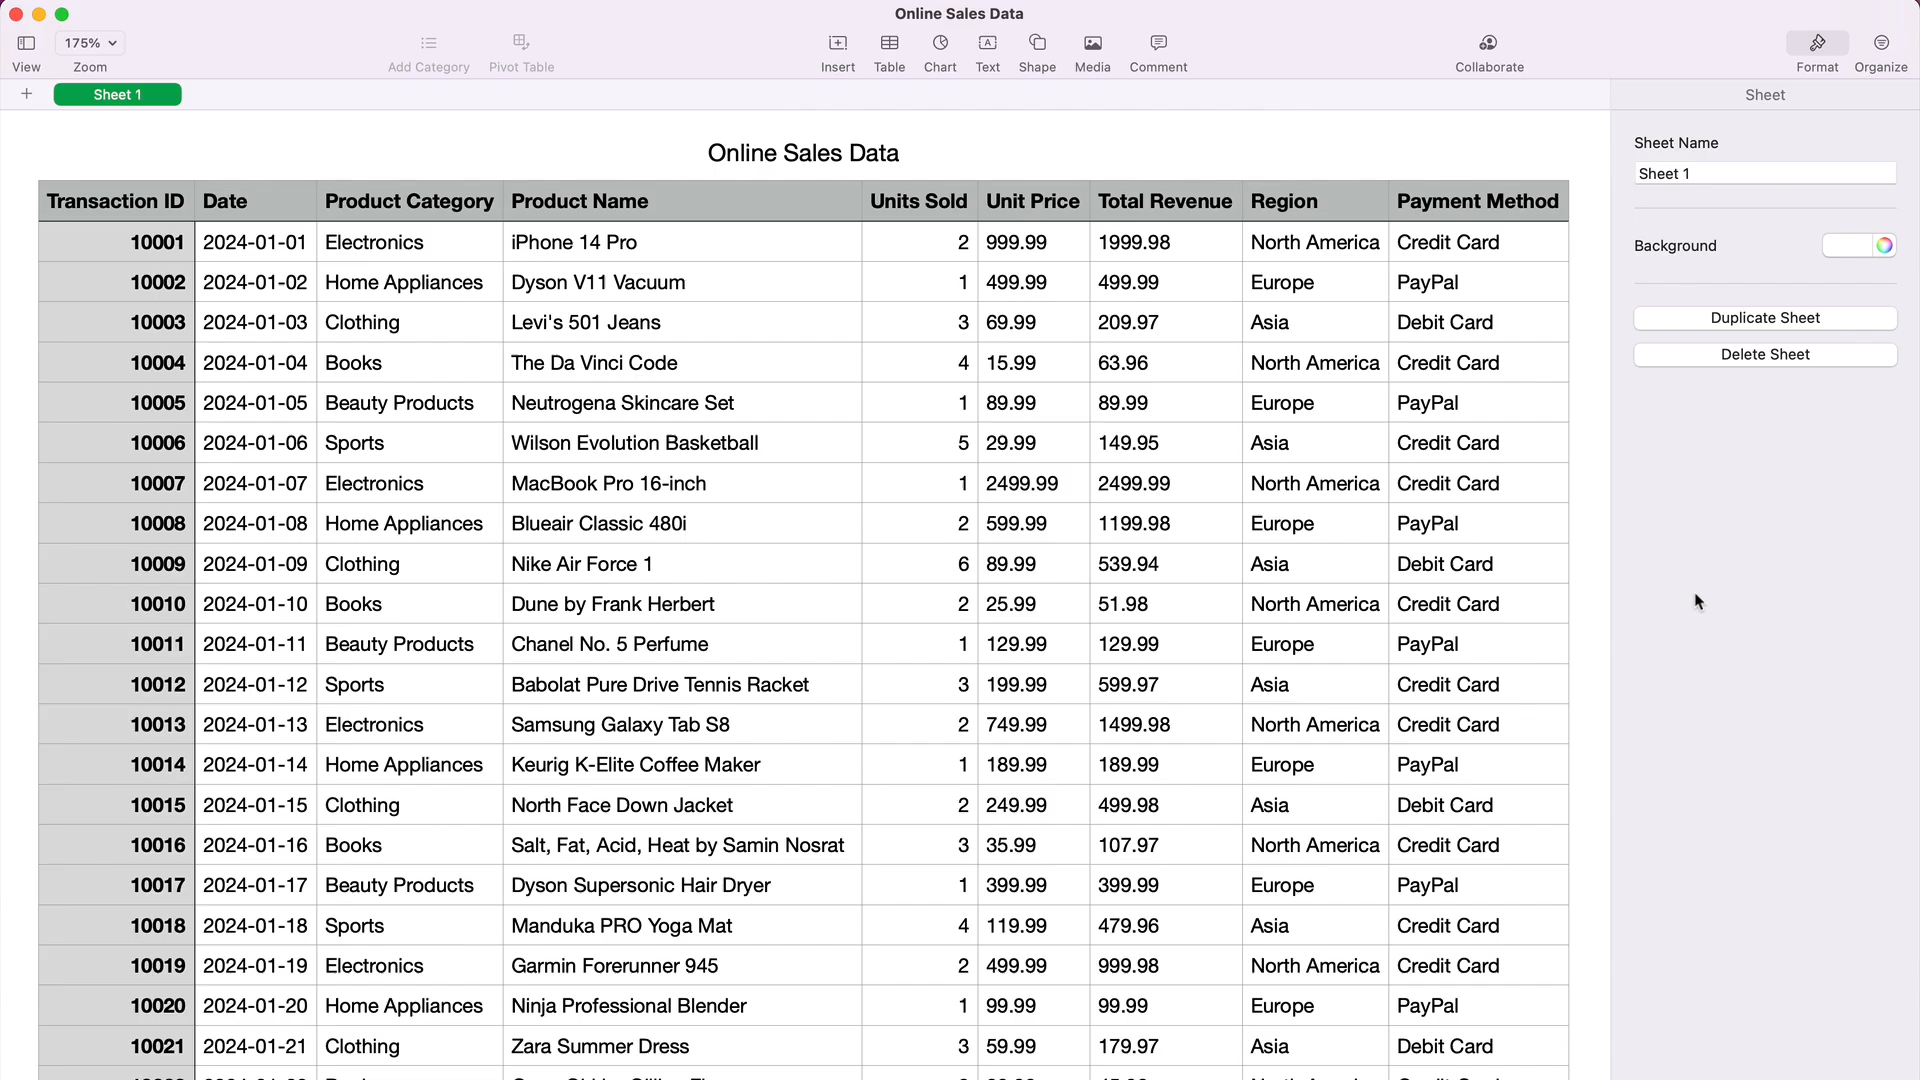 Online Sales Data
175%
View Zoom Add Category Pivot Table Insert Table Chart Text Shape Media Comment Collaborate Format Organize
+ Sheet 1 Sheet
Sheet Name
Sheet 1
Background
Duplicate Sheet
Delete Sheet
Online Sales Data
Transaction ID Date Product Category Product Name Units Sold Unit Price Total Revenue Region Payment Method
10001 2024-01-01 Electronics iPhone 14 Pro 2 999.99 1999.98 North America Credit Card
10002 2024-01-02 Home Appliances Dyson V11 Vacuum 1 499.99 499.99 Europe PayPal
10003 2024-01-03 Clothing Levi's 501 Jeans 3 69.99 209.97 Asia Debit Card
10004 2024-01-04 Books The Da Vinci Code 4 15.99 63.96 North America Credit Card
10005 2024-01-05 Beauty Products Neutrogena Skincare Set 1 89.99 89.99 Europe PayPal
10006 2024-01-06 Sports Wilson Evolution Basketball 5 29.99 149.95 Asia Credit Card
10007 2024-01-07 Electronics MacBook Pro 16-inch 1 2499.99 2499.99 North America Credit Card
10008 2024-01-08 Home Appliances Blueair Classic 480i 2 599.99 1199.98 Europe PayPal
10009 2024-01-09 Clothing Nike Air Force 1 6 89.99 539.94 Asia Debit Card
10010 2024-01-10 Books Dune by Frank Herbert 2 25.99 51.98 North America Credit Card
10011 2024-01-11 Beauty Products Chanel No. 5 Perfume 1 129.99 129.99 Europe PayPal
10012 2024-01-12 Sports Babolat Pure Drive Tennis Racket 3 199.99 599.97 Asia Credit Card
10013 2024-01-13 Electronics Samsung Galaxy Tab S8 2 749.99 1499.98 North America Credit Card
10014 2024-01-14 Home Appliances Keurig K-Elite Coffee Maker 1 189.99 189.99 Europe PayPal
10015 2024-01-15 Clothing North Face Down Jacket 2 249.99 499.98 Asia Debit Card
10016 2024-01-16 Books Salt, Fat, Acid, Heat by Samin Nosrat 3 35.99 107.97 North America Credit Card
10017 2024-01-17 Beauty Products Dyson Supersonic Hair Dryer 1 399.99 399.99 Europe PayPal
10018 2024-01-18 Sports Manduka PRO Yoga Mat 4 119.99 479.96 Asia Credit Card
10019 2024-01-19 Electronics Garmin Forerunner 945 2 499.99 999.98 North America Credit Card
10020 2024-01-20 Home Appliances Ninja Professional Blender 1 99.99 99.99 Europe PayPal
10021 2024-01-21 Clothing Zara Summer Dress 3 59.99 179.97 Asia Debit Card